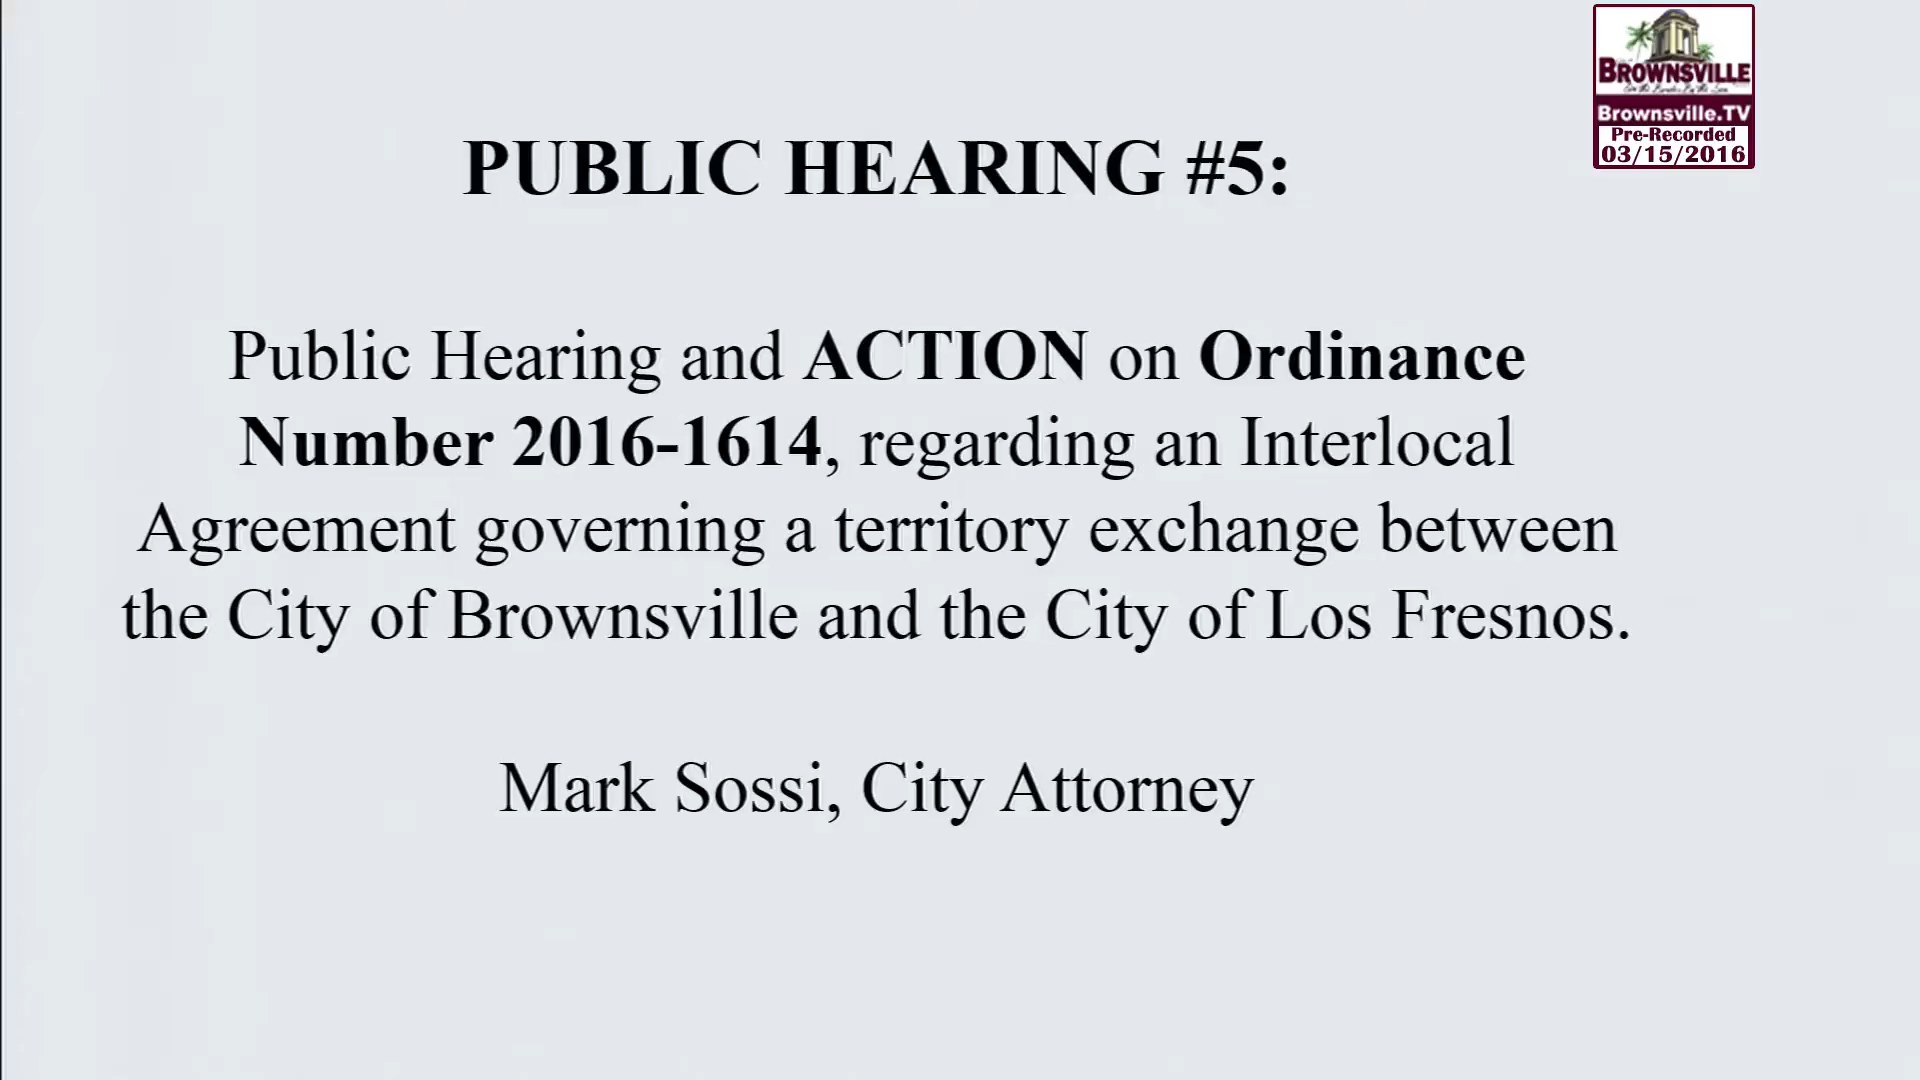 BROWNSVILLE
Brownsville.TV
Pre-Recorded
03/15/2016
PUBLIC HEARING #5:
Public Hearing and ACTION on Ordinance
Number 2016-1614, regarding an Interlocal
Agreement governing a territory exchange between
the City of Brownsville and the City of Los Fresnos.
Mark Sossi, City Attorney